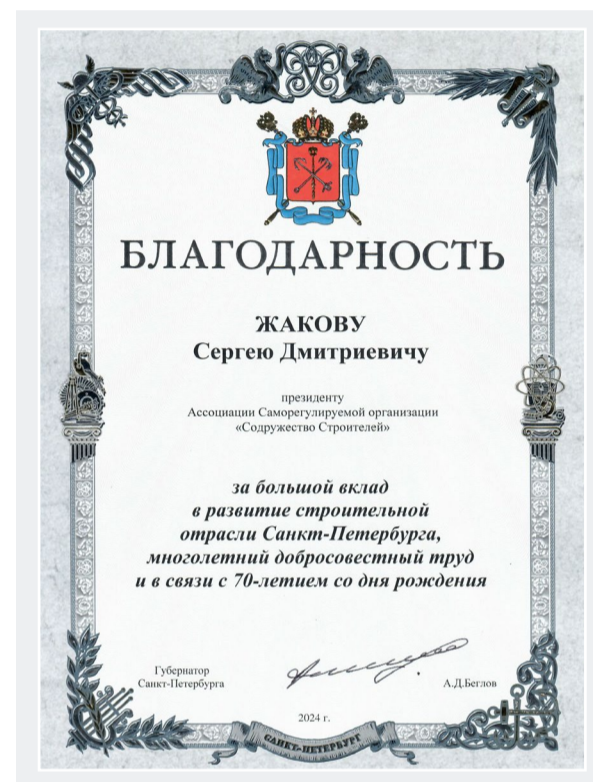 БЛАГОДАРНОСТЬ
ЖАКОВУ
Сергею Дмитриевичу
президенту
Ассоциации Саморегулируемой организации
«Содружество Строителей»
за большой вклад
в развитие строительной
отрасли Санкт-Петербурга,
многолетний добросовестный труд
и в связи с 70-летием со дня рождения
Губернатор
Санкт-Петербурга
А.Д.Беглов
2024 г.
САНКТ-ПЕТЕРБУРГ